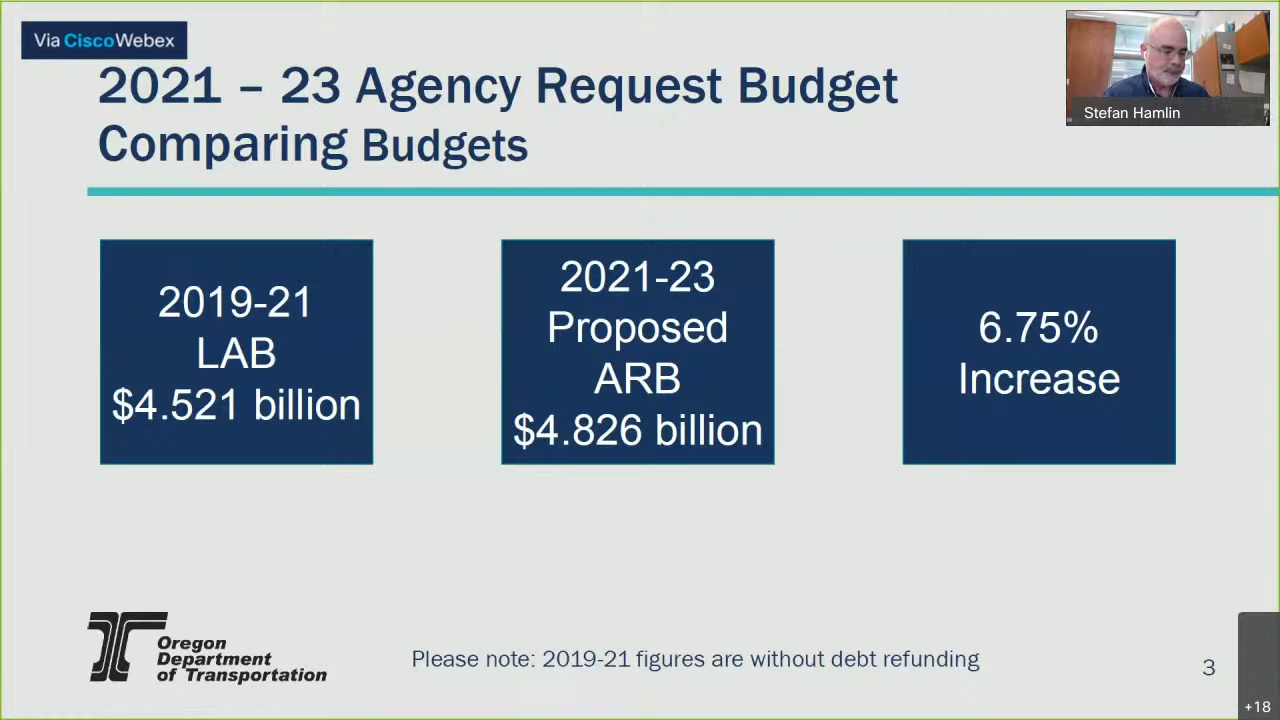 Via CiscoWebex
2021 – 23 Agency Request Budget
Comparing Budgets
Stefan Hamlin
2019-21
LAB
$4.521 billion
2021-23
Proposed
ARB
$4.826 billion
6.75%
Increase
Oregon
Department
of Transportation
Please note: 2019-21 figures are without debt refunding
3
+18